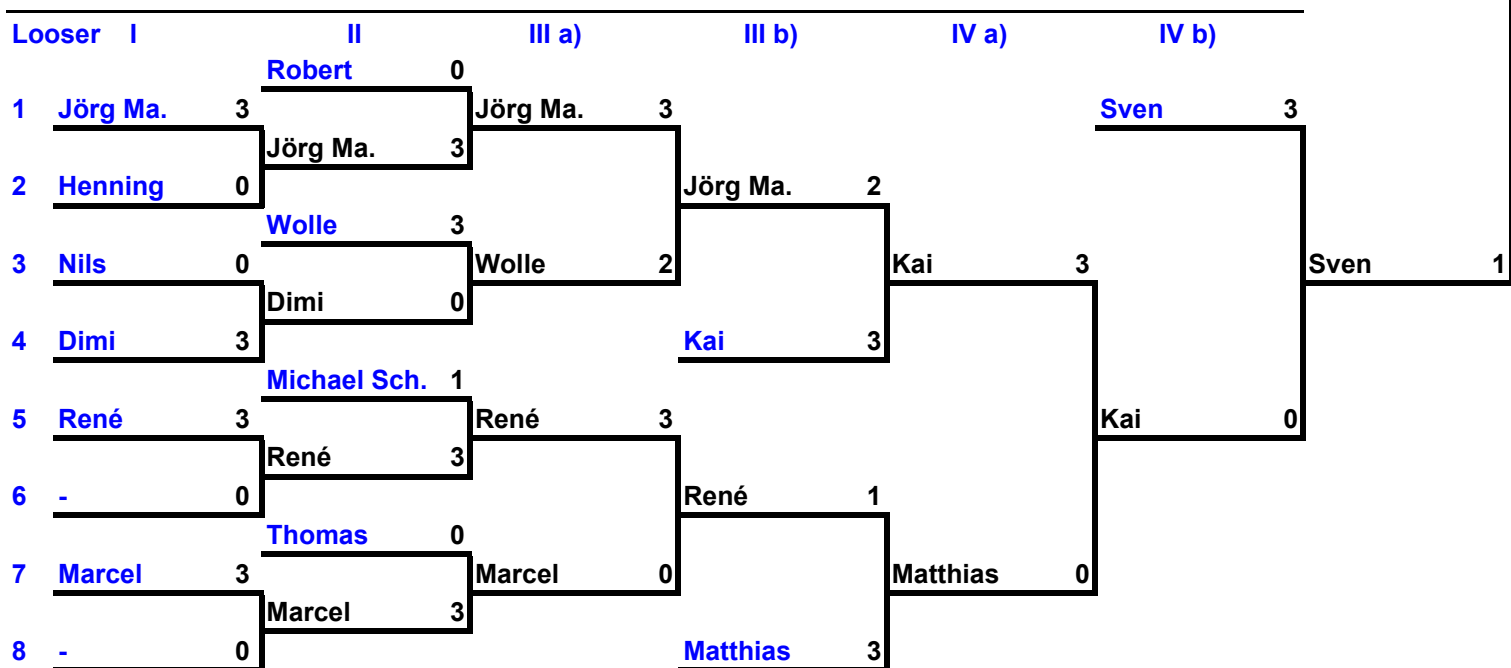 Looser I II III a) III b) IV a) IV b)
Robert 0
1 Jörg Ma. 3 Jörg Ma. 3 Sven 3
Jörg Ma. 3
2 Henning 0 Jörg Ma. 2
Wolle 3
3 Nils 0 Wolle 2 Kai 3 Sven 1
Dimi 0
4 Dimi 3 Kai 3
Michael Sch. 1
5 René 3 René 3 Kai 0
René 3
6 - 0 René 1
Thomas 0
7 Marcel 3 Marcel 0 Matthias 0
Marcel 3
8 - 0 Matthias 3